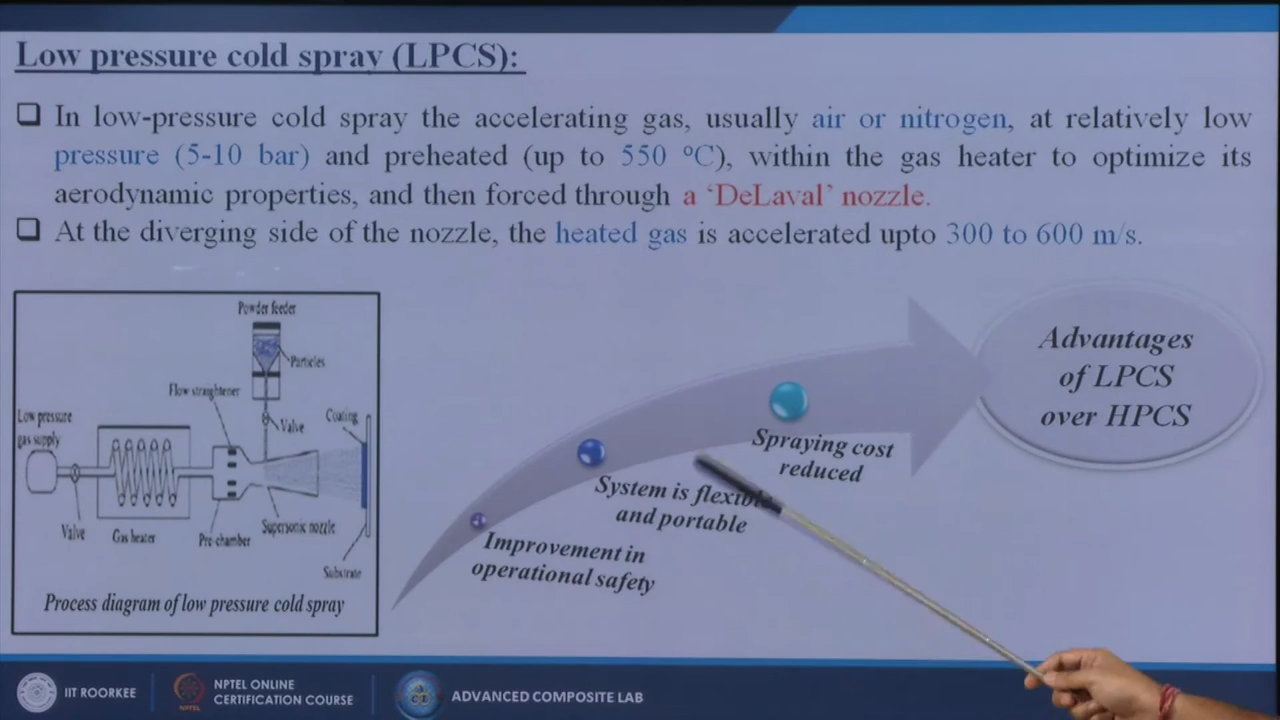 Low pressure cold spray (LPCS):
❑ In low-pressure cold spray the accelerating gas, usually air or nitrogen, at relatively low
pressure (5-10 bar) and preheated (up to 550 ºC), within the gas heater to optimize its
aerodynamic properties, and then forced through a 'DeLaval' nozzle.
❑ At the diverging side of the nozzle, the heated gas is accelerated upto 300 to 600 m/s.
Powder feeder
Particles
Flow straightener
Low pressure
gas supply
Valve
Coating
Valve
Gas heater
Pre-chamber
Supersonic nozzle
Substrate
Process diagram of low pressure cold spray
Improvement in
operational safety
System is flexible
and portable
Spraying cost
reduced
Advantages
of LPCS
over HPCS
IIT ROORKEE
NPTEL ONLINE
CERTIFICATION COURSE
ADVANCED COMPOSITE LAB